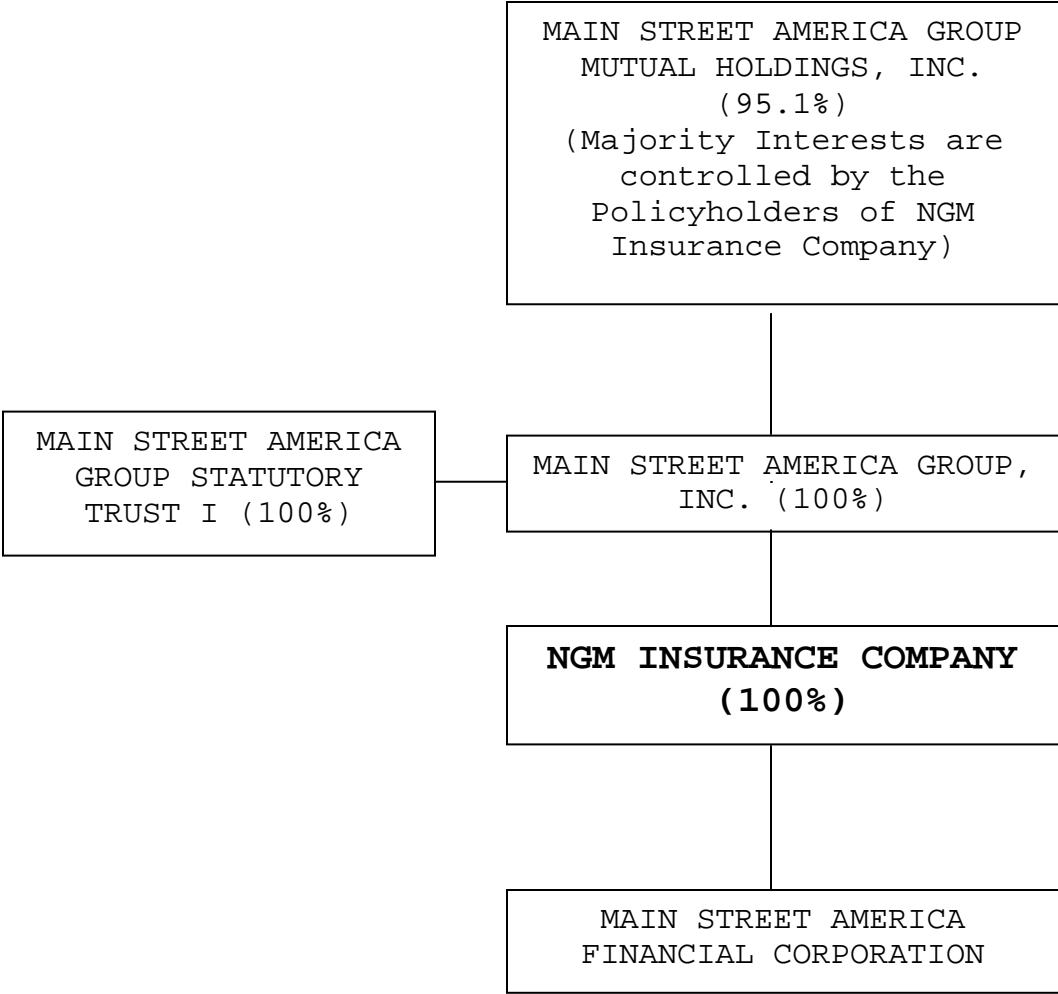 MAIN STREET AMERICA GROUP
MUTUAL HOLDINGS, INC.
(95.1%)
(Majority Interests are
controlled by the
Policyholders of NGM
Insurance Company)
MAIN STREET AMERICA
GROUP STATUTORY
TRUST I (100%)
MAIN STREET AMERICA GROUP,
INC. (100%)
NGM INSURANCE COMPANY
(100%)
MAIN STREET AMERICA
FINANCIAL CORPORATION